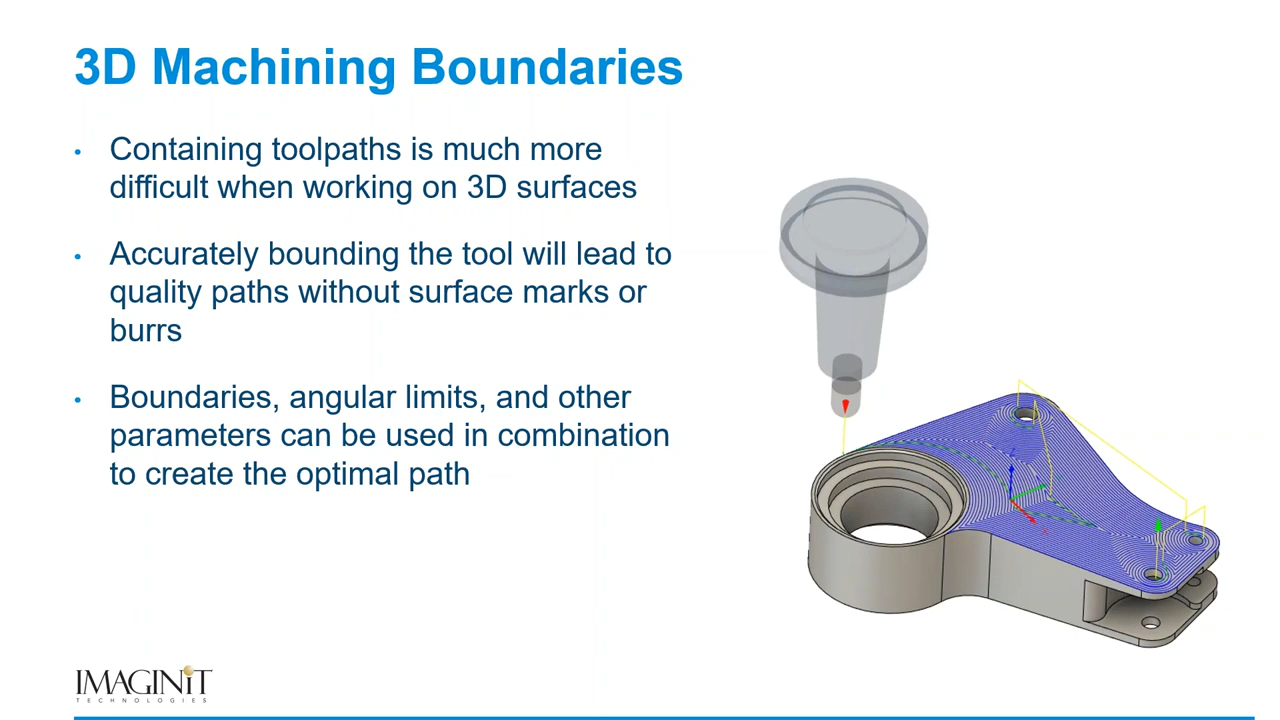 3D Machining Boundaries
• Containing toolpaths is much more
difficult when working on 3D surfaces
• Accurately bounding the tool will lead to
quality paths without surface marks or
burrs
• Boundaries, angular limits, and other
parameters can be used in combination
to create the optimal path
Z
X
IMAGINiT
TECHNOLOGIES